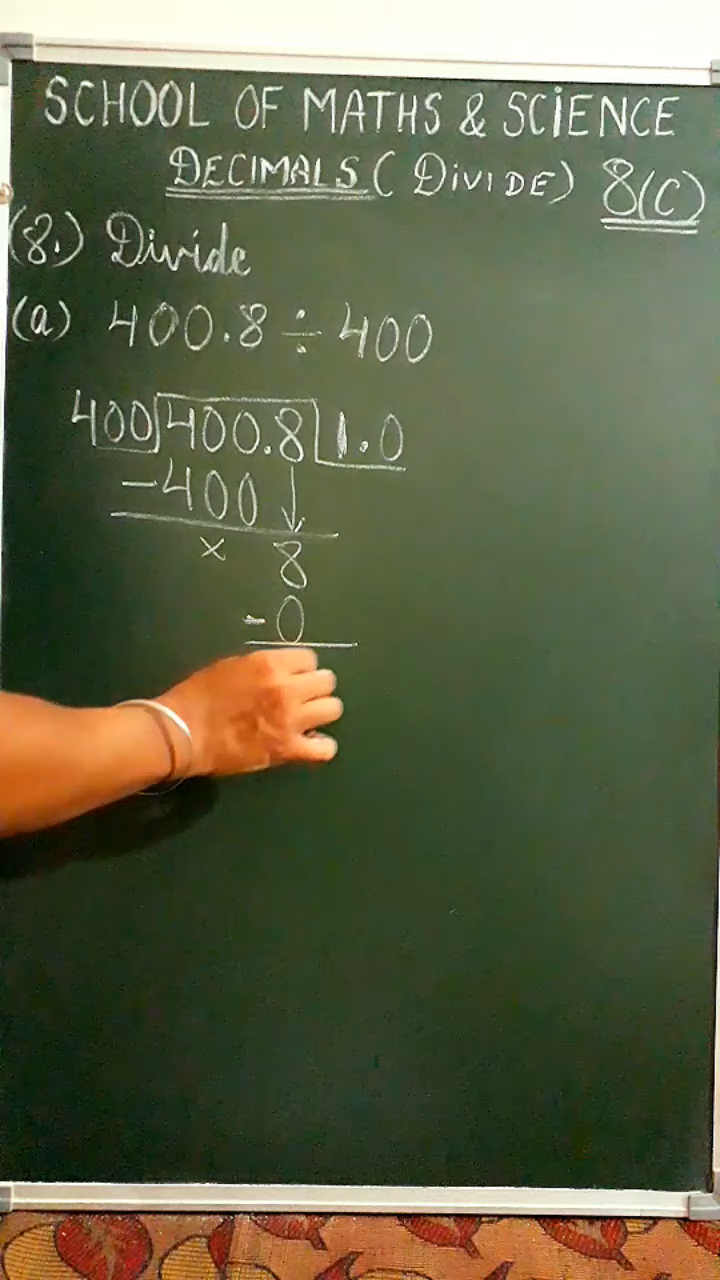 SCHOOL OF MATHS & SCIENCE
DECIMALS (DIVIDE) 8(C)
(8.) Divide
(a) 400.8 ÷ 400
400 400.8 1.0
-400 ↓
× 8
-0